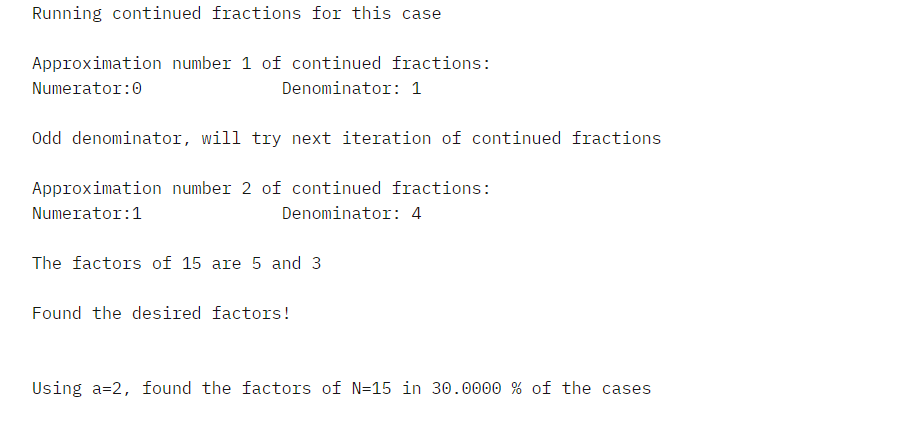 Running continued fractions for this case
Approximation number 1 of continued fractions:
Numerator:0 Denominator: 1
Odd denominator, will try next iteration of continued fractions
Approximation number 2 of continued fractions:
Numerator:1 Denominator: 4
The factors of 15 are 5 and 3
Found the desired factors!
Using a=2, found the factors of N=15 in 30.0000 % of the cases